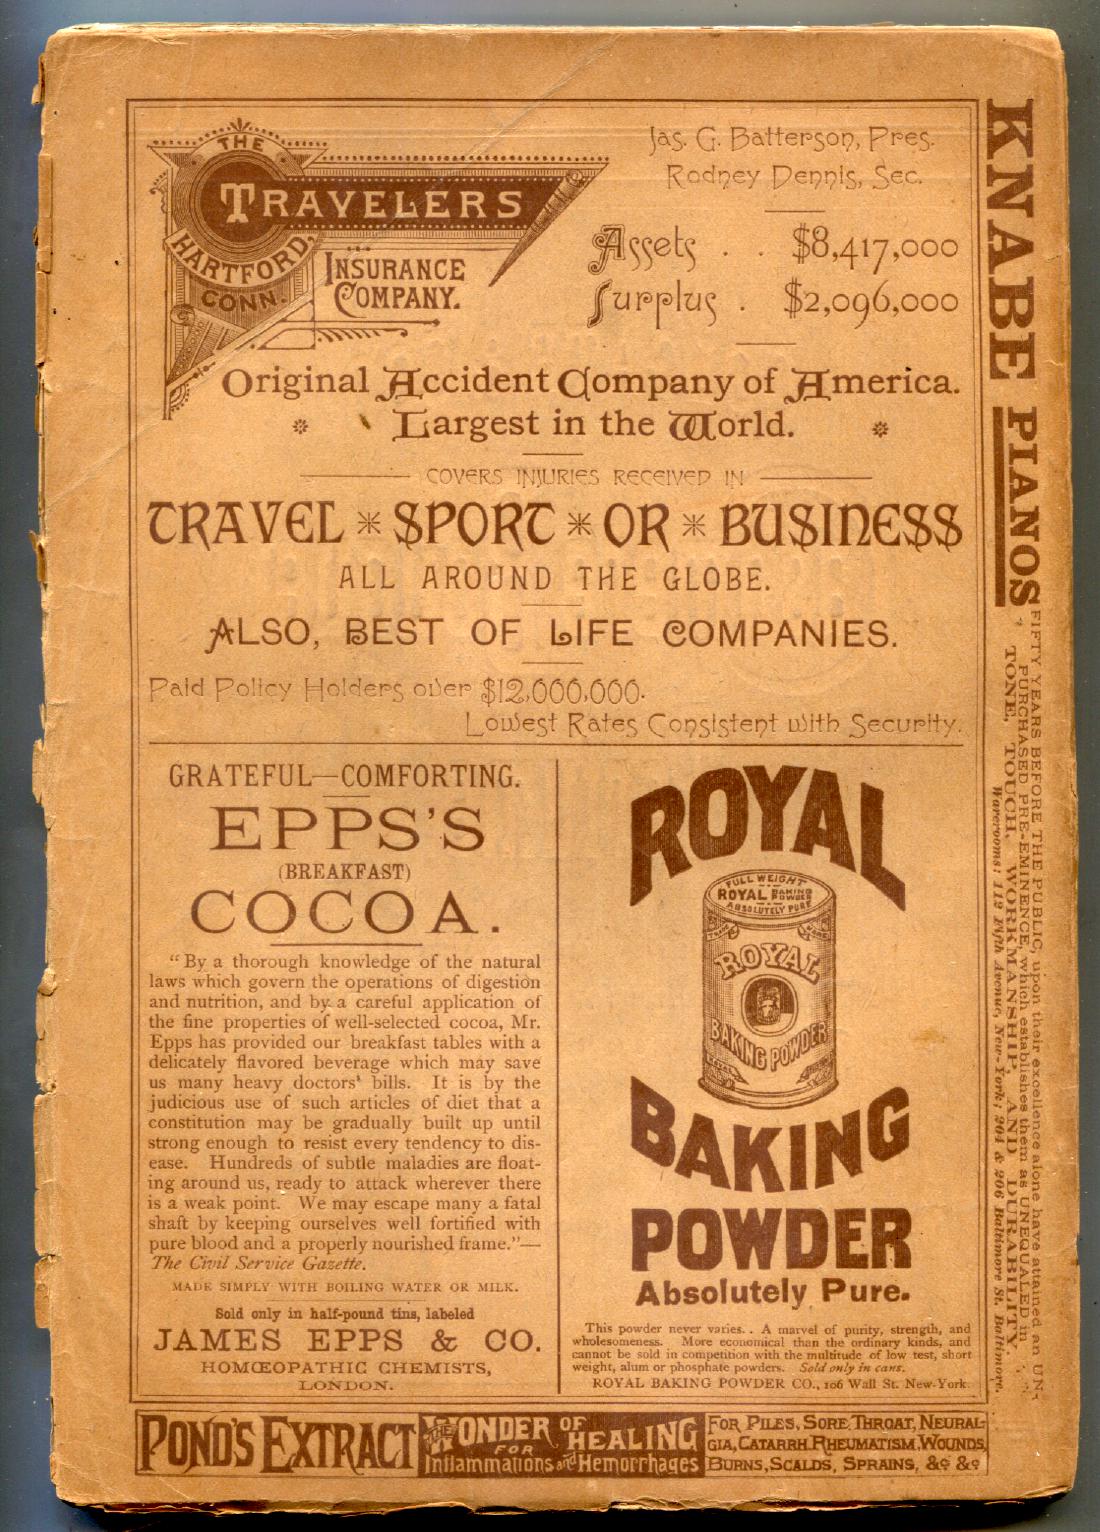 THE
TRAVELERS
HARTFORD,
CONN.
INSURANCE
COMPANY.
Jas. G. Batterson, Pres.
Rodney Dennis, Sec.
Assets . . $8,417,000
Surplus . $2,096,000
Original Accident Company of America.
Largest in the World.
COVERS INJURIES RECEIVED IN
TRAVEL * SPORT * OR * BUSINESS
ALL AROUND THE GLOBE.
ALSO, BEST OF LIFE COMPANIES.
Paid Policy Holders over $12,000,000.
Lowest Rates Consistent with Security.
GRATEFUL—COMFORTING.
EPPS'S
(BREAKFAST)
COCOA.
"By a thorough knowledge of the natural
laws which govern the operations of digestion
and nutrition, and by a careful application of
the fine properties of well-selected cocoa, Mr.
Epps has provided our breakfast tables with a
delicately flavored beverage which may save
us many heavy doctors' bills. It is by the
judicious use of such articles of diet that a
constitution may be gradually built up until
strong enough to resist every tendency to dis-
ease. Hundreds of subtle maladies are float-
ing around us, ready to attack wherever there
is a weak point. We may escape many a fatal
shaft by keeping ourselves well fortified with
pure blood and a properly nourished frame."—
The Civil Service Gazette.
MADE SIMPLY WITH BOILING WATER OR MILK.
Sold only in half-pound tins, labeled
JAMES EPPS & CO.
HOMŒOPATHIC CHEMISTS,
LONDON.
ROYAL
FULL WEIGHT
ROYAL BAKING POWDER
ABSOLUTELY PURE
ROYAL
BAKING POWDER
BAKING
POWDER
Absolutely Pure.
This powder never varies. . A marvel of purity, strength, and
wholesomeness. More economical than the ordinary kinds, and
cannot be sold in competition with the multitude of low test, short
weight, alum or phosphate powders. Sold only in cans.
ROYAL BAKING POWDER CO., 106 Wall St. New-York.
KNABE PIANOS
FIFTY YEARS BEFORE THE PUBLIC, upon their excellence alone have attained an UN-
PURCHASED PRE-EMINENCE, which establishes them as UNEQUALED in
TONE, TOUCH, WORKMANSHIP, AND DURABILITY.
Warerooms: 112 Fifth Avenue, New-York; 204 & 206 Baltimore St. Baltimore.
POND'S EXTRACT
THE WONDER OF HEALING
FOR
Inflammations and Hemorrhages
FOR PILES, SORE THROAT, NEURAL-
GIA, CATARRH, RHEUMATISM, WOUNDS,
BURNS, SCALDS, SPRAINS, &c &c